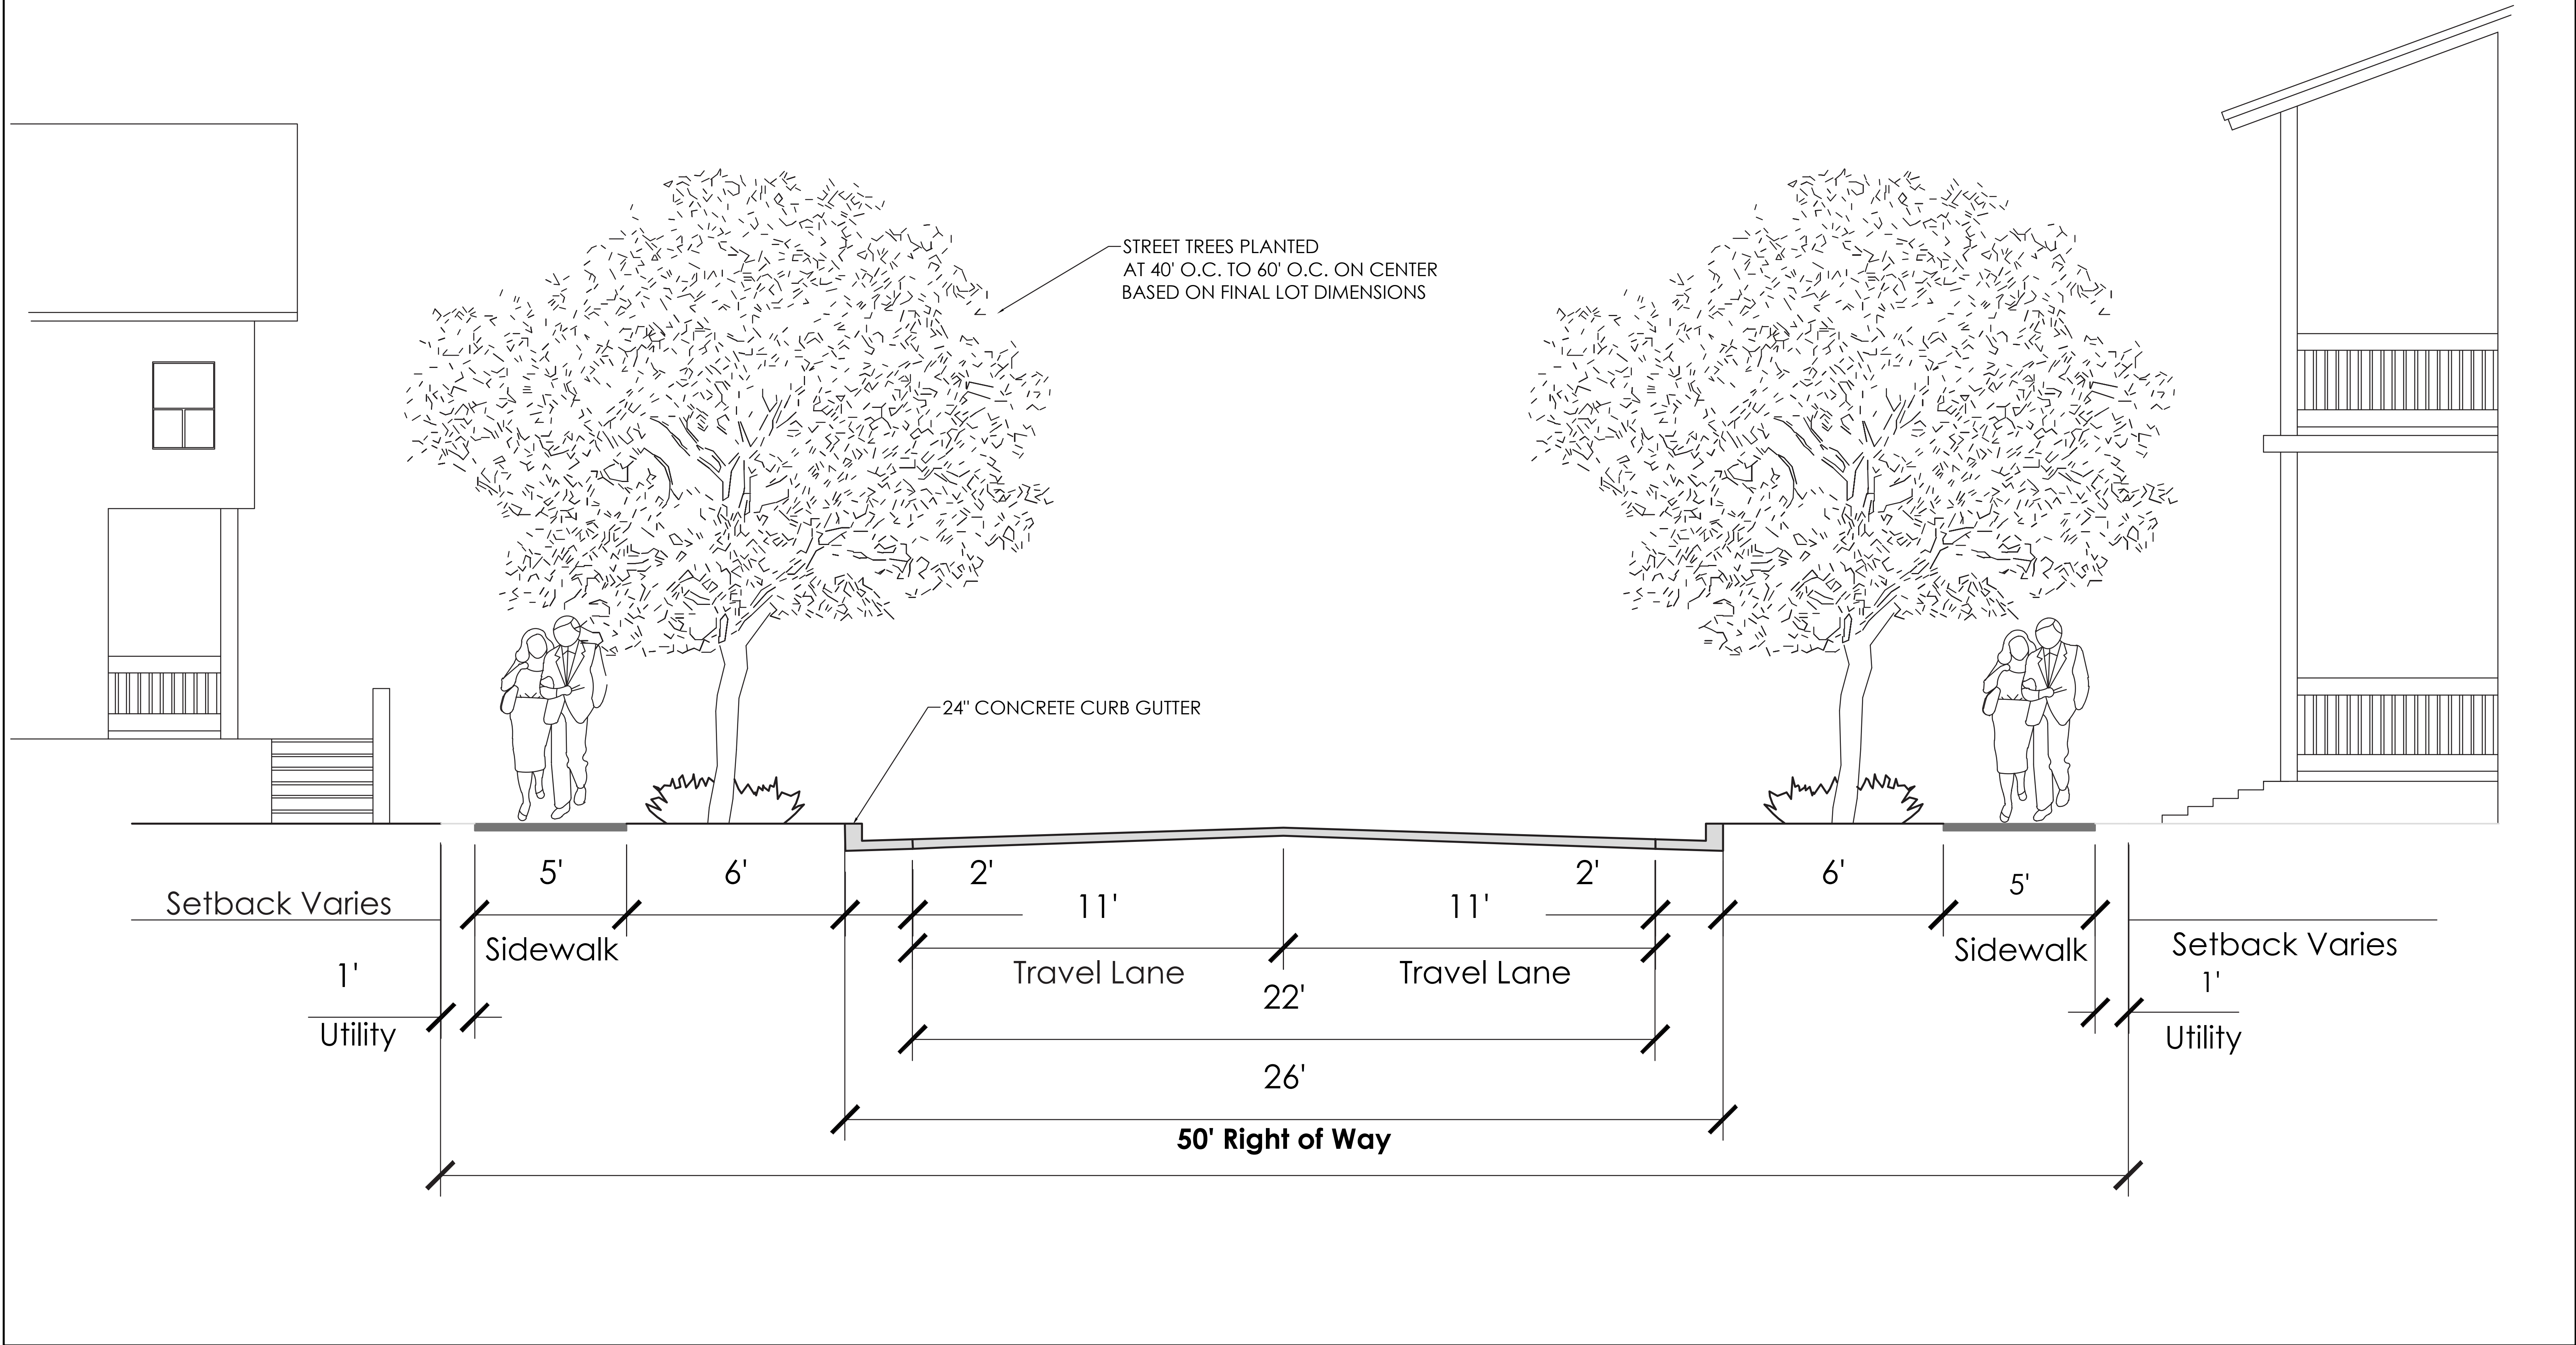 STREET TREES PLANTED
AT 40' O.C. TO 60' O.C. ON CENTER
BASED ON FINAL LOT DIMENSIONS
24" CONCRETE CURB GUTTER
5' 6' 2' 2' 6' 5'
Setback Varies 11' 11'
Sidewalk Sidewalk Setback Varies
1' Travel Lane Travel Lane 1'
22'
Utility Utility
26'
50' Right of Way